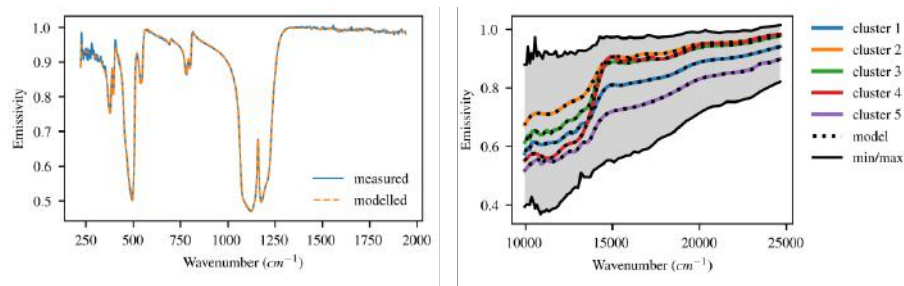 1.0
0.9
0.8
0.7
0.6
0.5
Emissivity
measured
modelled
250 500 750 1000 1250 1500 1750 2000
Wavenumber (cm⁻¹)
1.0
0.8
0.6
0.4
Emissivity
10000 15000 20000 25000
Wavenumber (cm⁻¹)
cluster 1
cluster 2
cluster 3
cluster 4
cluster 5
model
min/max